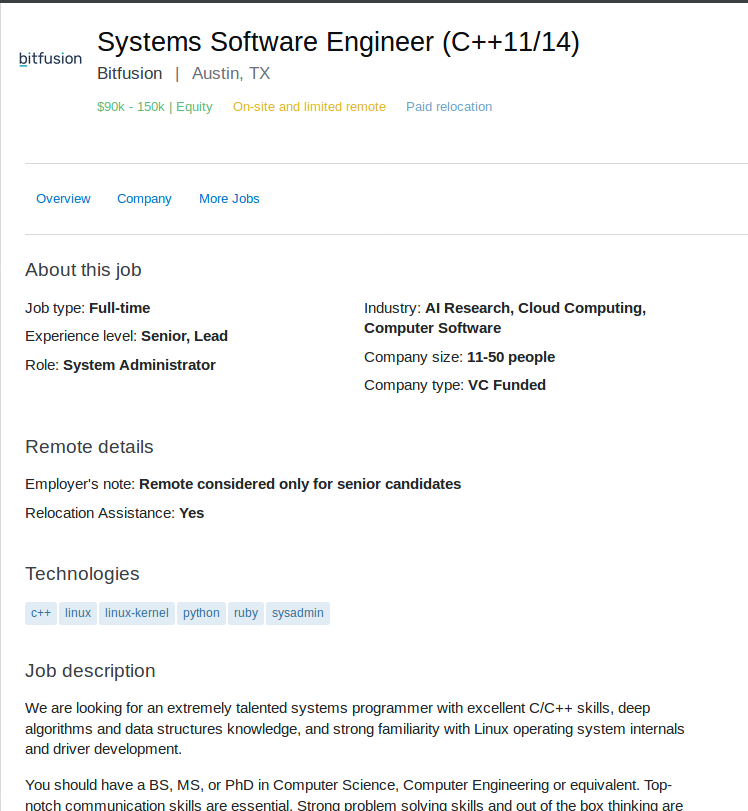 bitfusion
Systems Software Engineer (C++11/14)
Bitfusion | Austin, TX
$90k - 150k | Equity On-site and limited remote Paid relocation
Overview Company More Jobs
About this job
Job type: Full-time
Experience level: Senior, Lead
Role: System Administrator
Industry: AI Research, Cloud Computing,
Computer Software
Company size: 11-50 people
Company type: VC Funded
Remote details
Employer's note: Remote considered only for senior candidates
Relocation Assistance: Yes
Technologies
c++ linux linux-kernel python ruby sysadmin
Job description
We are looking for an extremely talented systems programmer with excellent C/C++ skills, deep
algorithms and data structures knowledge, and strong familiarity with Linux operating system internals
and driver development.
You should have a BS, MS, or PhD in Computer Science, Computer Engineering or equivalent. Top-
notch communication skills are essential. Strong problem solving skills and out of the box thinking are